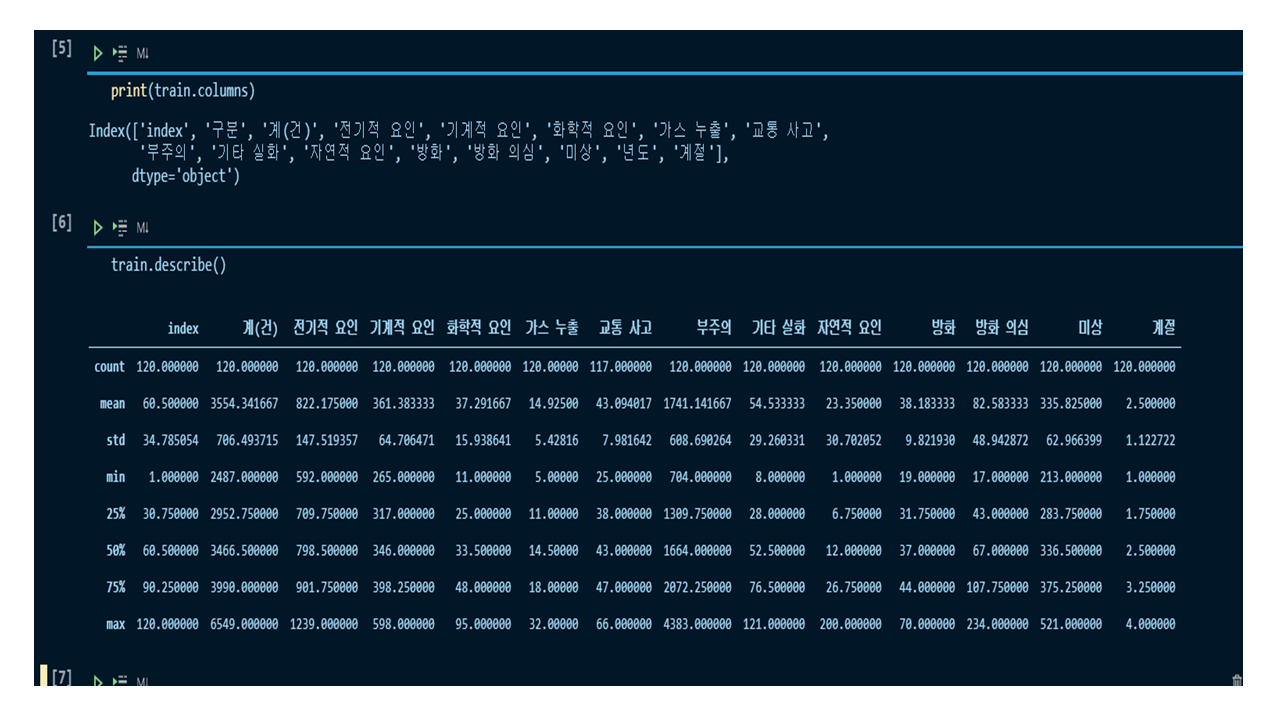 [5] M↓
print(train.columns)
Index(['index', '구분', '계(건)', '전기적 요인', '기계적 요인', '화학적 요인', '가스 누출', '교통 사고',
'부주의', '기타 실화', '자연적 요인', '방화', '방화 의심', '미상', '년도', '계절'],
dtype='object')
[6] M↓
train.describe()
index 계(건) 전기적 요인 기계적 요인 화학적 요인 가스 누출 교통 사고 부주의 기타 실화 자연적 요인 방화 방화 의심 미상 계절
count 120.000000 120.000000 120.000000 120.000000 120.000000 120.00000 117.000000 120.000000 120.000000 120.000000 120.000000 120.000000 120.000000 120.000000
mean 60.500000 3554.341667 822.175000 361.383333 37.291667 14.92500 43.094017 1741.141667 54.533333 23.350000 38.183333 82.583333 335.825000 2.500000
std 34.785054 706.493715 147.519357 64.706471 15.938641 5.42816 7.981642 608.690264 29.260331 30.702052 9.821930 48.942872 62.966399 1.122722
min 1.000000 2487.000000 592.000000 265.000000 11.000000 5.00000 25.000000 704.000000 8.000000 1.000000 19.000000 17.000000 213.000000 1.000000
25% 30.750000 2952.750000 709.750000 317.000000 25.000000 11.00000 38.000000 1309.750000 28.000000 6.750000 31.750000 43.000000 283.750000 1.750000
50% 60.500000 3466.500000 798.500000 346.000000 33.500000 14.50000 43.000000 1664.000000 52.500000 12.000000 37.000000 67.000000 336.500000 2.500000
75% 90.250000 3990.000000 901.750000 398.250000 48.000000 18.00000 47.000000 2072.250000 76.500000 26.750000 44.000000 107.750000 375.250000 3.250000
max 120.000000 6549.000000 1239.000000 598.000000 95.000000 32.00000 66.000000 4383.000000 121.000000 200.000000 70.000000 234.000000 521.000000 4.000000
[7] M↓